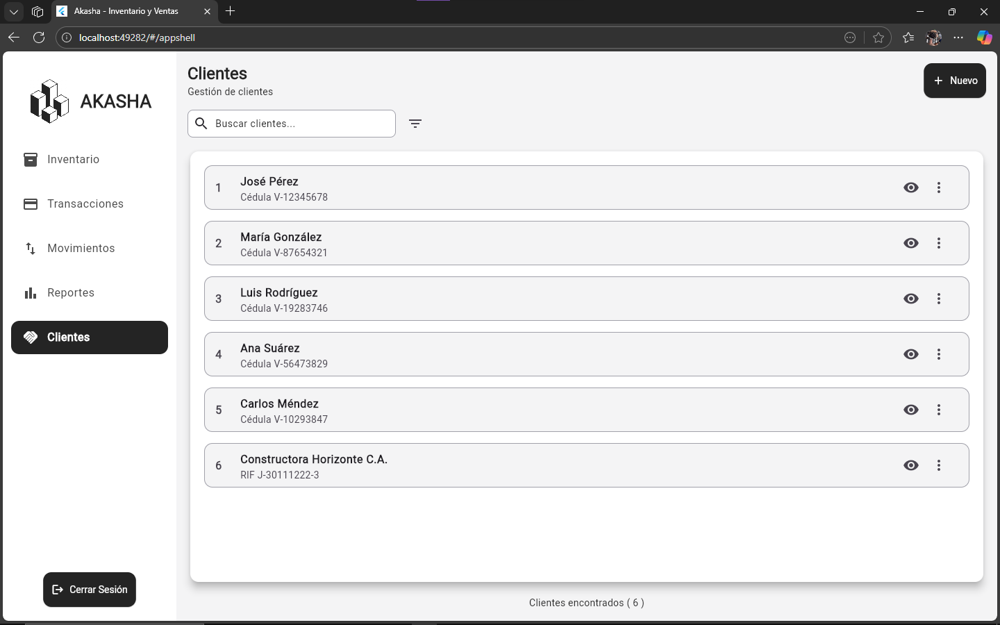 Akasha - Inventario y Ventas
localhost:49282/#/appshell
AKASHA
Inventario
Transacciones
Movimientos
Reportes
Clientes
Cerrar Sesión
Clientes
Gestión de clientes
+ Nuevo
Buscar clientes...
1
José Pérez
Cédula V-12345678
2
María González
Cédula V-87654321
3
Luis Rodríguez
Cédula V-19283746
4
Ana Suárez
Cédula V-56473829
5
Carlos Méndez
Cédula V-10293847
6
Constructora Horizonte C.A.
RIF J-30111222-3
Clientes encontrados ( 6 )